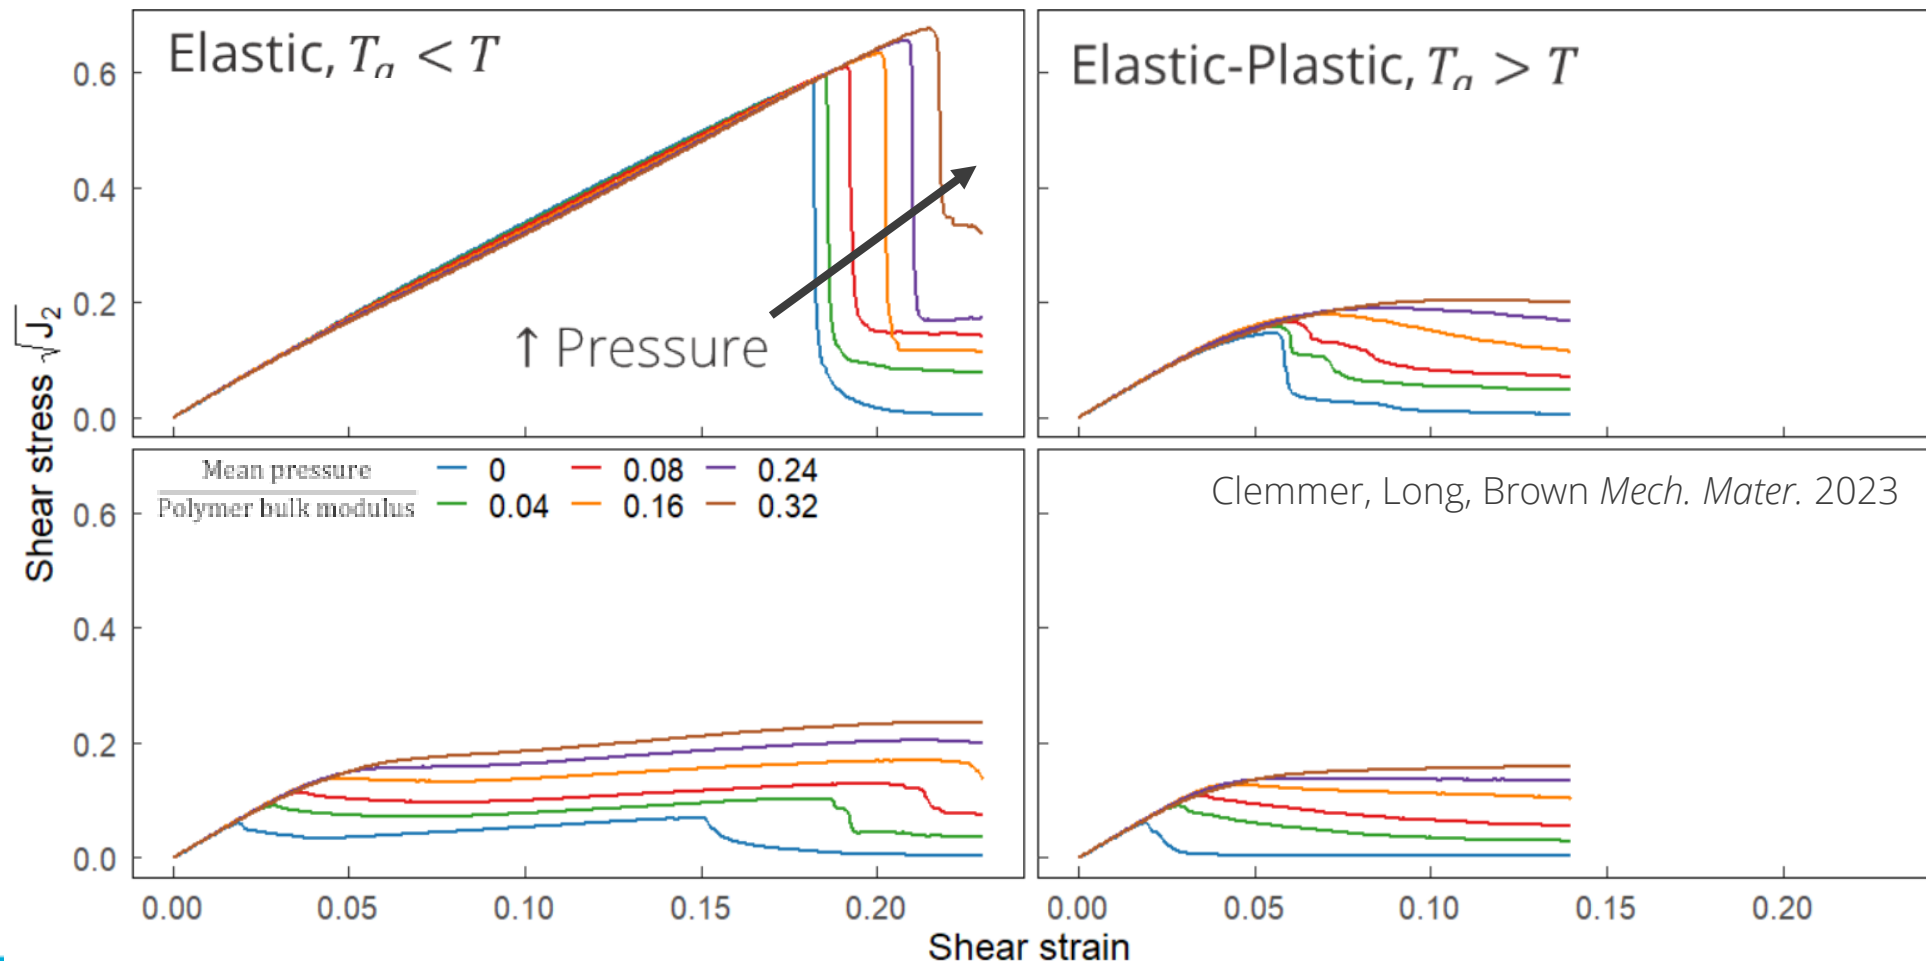 Elastic, T_g < T
Elastic-Plastic, T_g > T
0.6
0.4
0.2
0.0
↑ Pressure
Shear stress √J₂
Mean pressure
Polymer bulk modulus
0 0.08 0.24
0.04 0.16 0.32
Clemmer, Long, Brown Mech. Mater. 2023
0.6
0.4
0.2
0.0
0.00 0.05 0.10 0.15 0.20
0.00 0.05 0.10 0.15 0.20
Shear strain